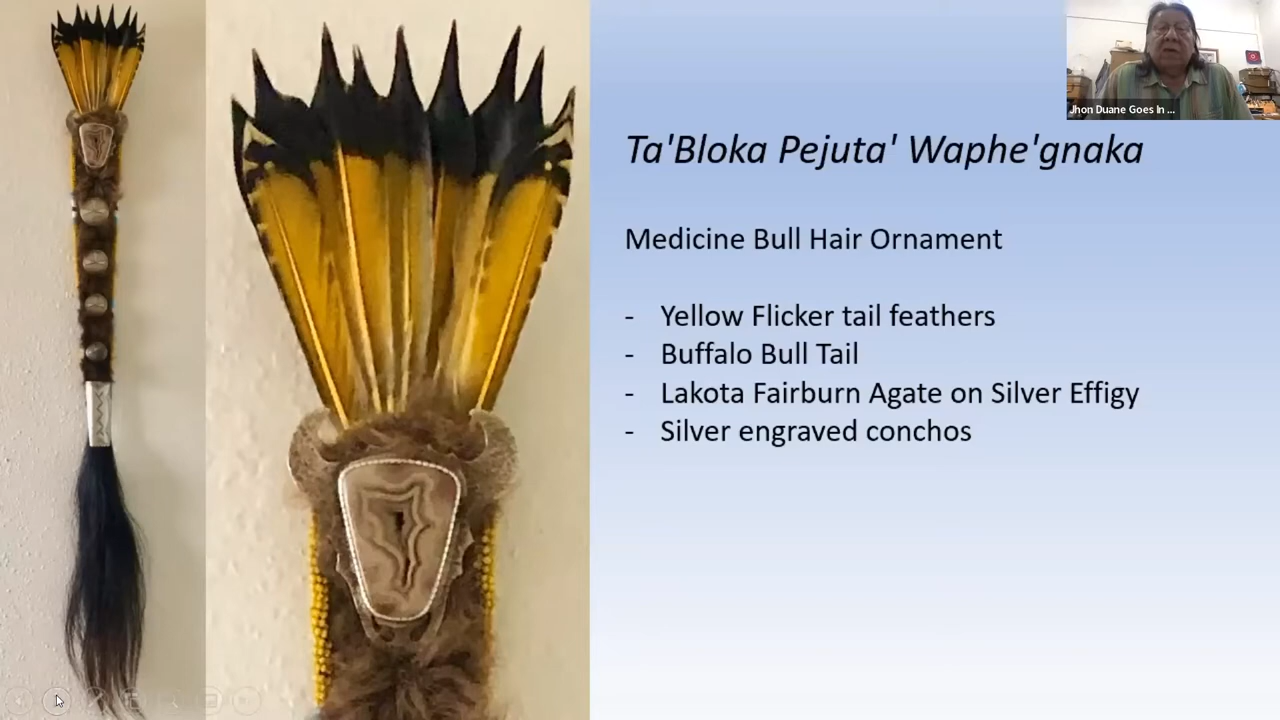 Jhon Duane Goes In ...
Ta'Bloka Pejuta' Waphe'gnaka
Medicine Bull Hair Ornament
- Yellow Flicker tail feathers
- Buffalo Bull Tail
- Lakota Fairburn Agate on Silver Effigy
- Silver engraved conchos